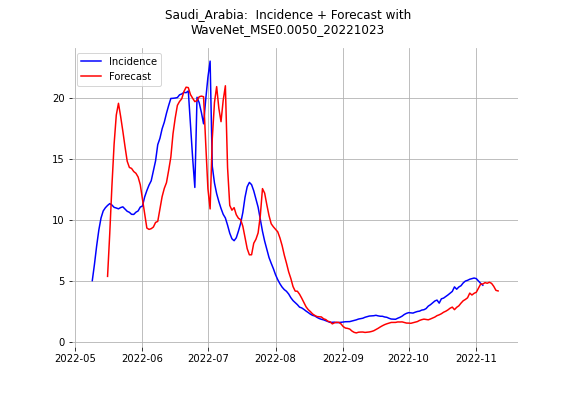 Saudi_Arabia:  Incidence + Forecast with
WaveNet_MSE0.0050_20221023
Incidence
Forecast
20
15
10
5
0
2022-05 2022-06 2022-07 2022-08 2022-09 2022-10 2022-11